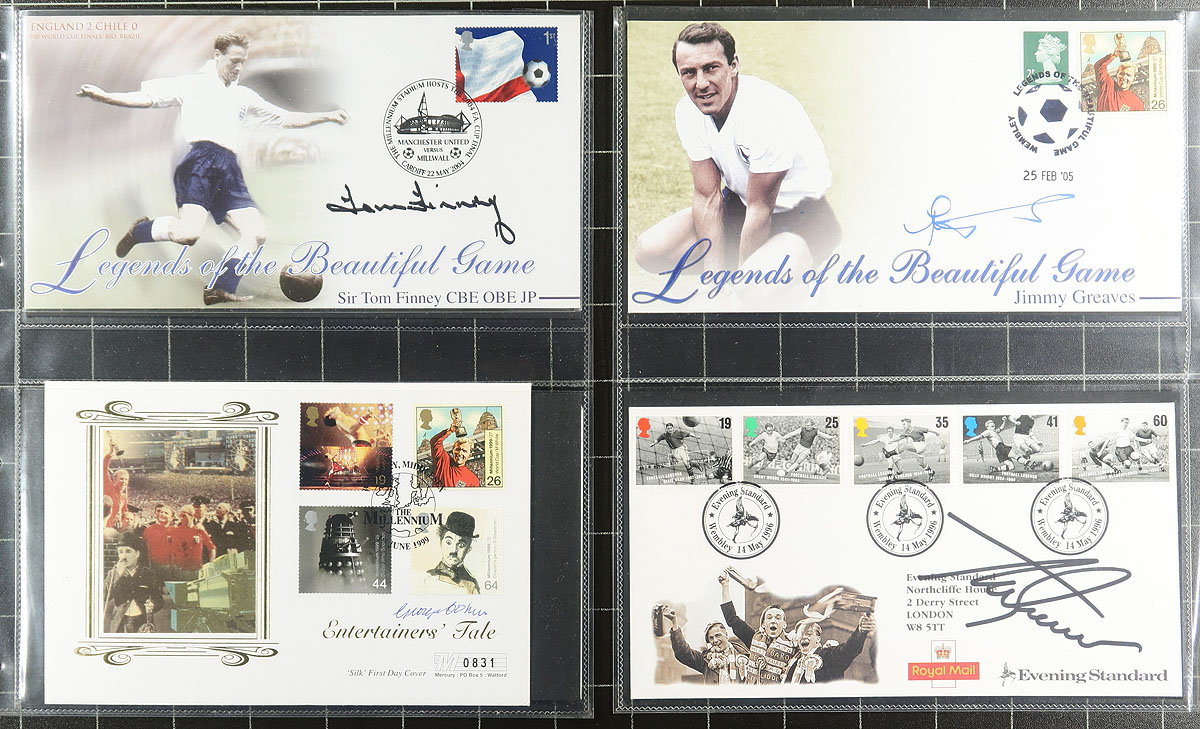 ENGLAND 2 CHILE 0
1950 WORLD CUP FINALS - RIO, BRAZIL
1st
THE MILLENNIUM STADIUM HOSTS THE 2004 F.A. CUP FINAL
MANCHESTER UNITED
VERSUS
MILLWALL
CARDIFF 22 MAY 2004
Tom Finney
Legends of the Beautiful Game
Sir Tom Finney CBE OBE JP
26
LEGENDS OF THE BEAUTIFUL GAME
WEMBLEY
25 FEB '05
Legends of the Beautiful Game
Jimmy Greaves
19
26
THE
MILLENNIUM
JUNE 1999
44
64
George Cohen
Entertainers' Tale
'Silk' First Day Cover
M 0831
Mercury : PO Box 5 : Watford
19
25
35
41
60
Evening Standard
Wembley 14 May 1996
Evening Standard
Wembley 14 May 1996
Evening Standard
Wembley 14 May 1996
Evening Standard
Northcliffe House
2 Derry Street
LONDON
W8 5TT
Royal Mail
Evening Standard